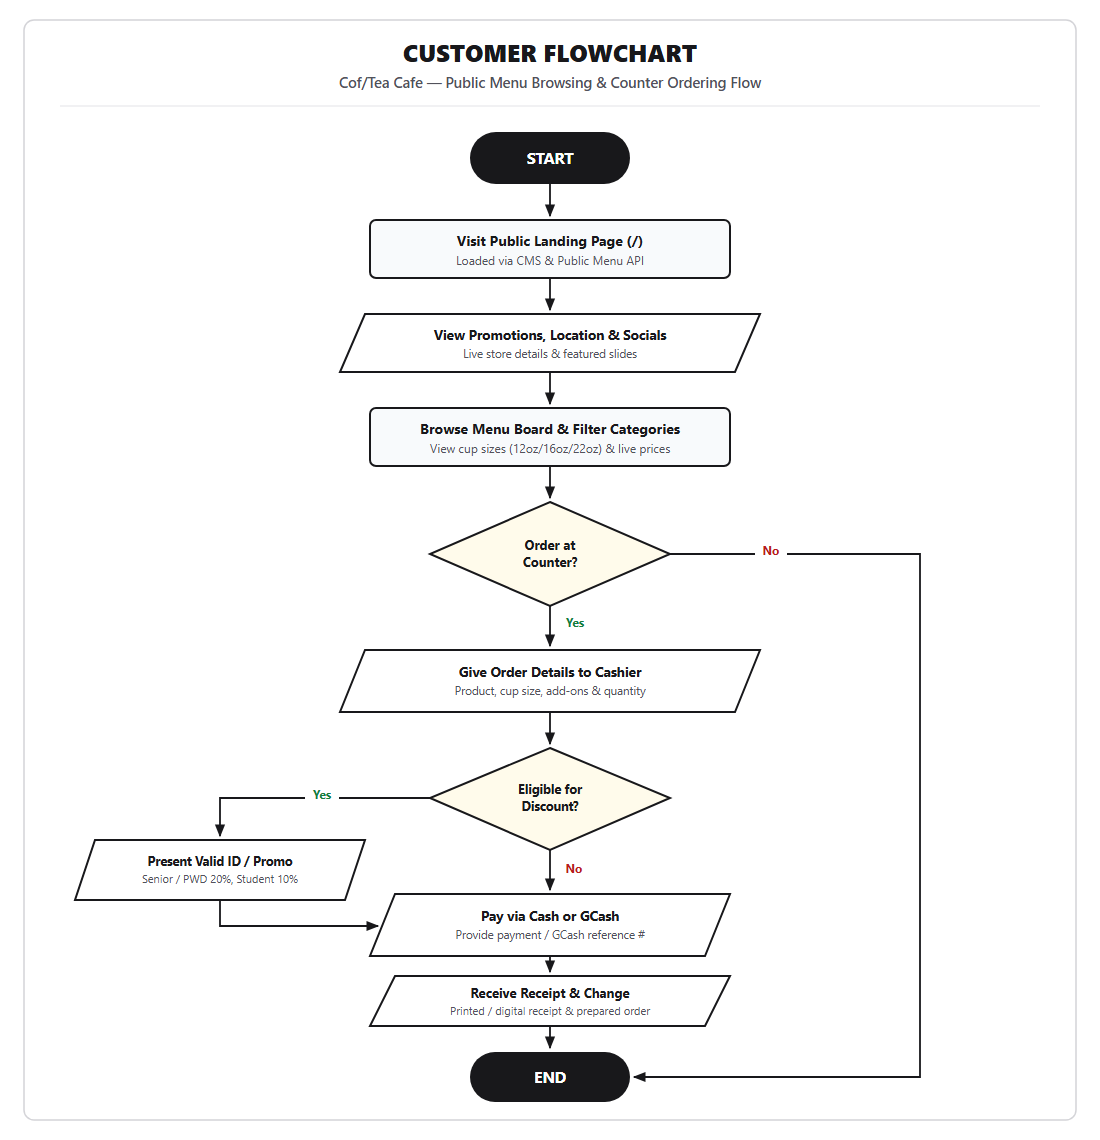 CUSTOMER FLOWCHART
Cof/Tea Cafe — Public Menu Browsing & Counter Ordering Flow
START
Visit Public Landing Page (/)
Loaded via CMS & Public Menu API
View Promotions, Location & Socials
Live store details & featured slides
Browse Menu Board & Filter Categories
View cup sizes (12oz/16oz/22oz) & live prices
Order at
Counter?
No
Yes
Give Order Details to Cashier
Product, cup size, add-ons & quantity
Eligible for
Discount?
Yes
No
Present Valid ID / Promo
Senior / PWD 20%, Student 10%
Pay via Cash or GCash
Provide payment / GCash reference #
Receive Receipt & Change
Printed / digital receipt & prepared order
END